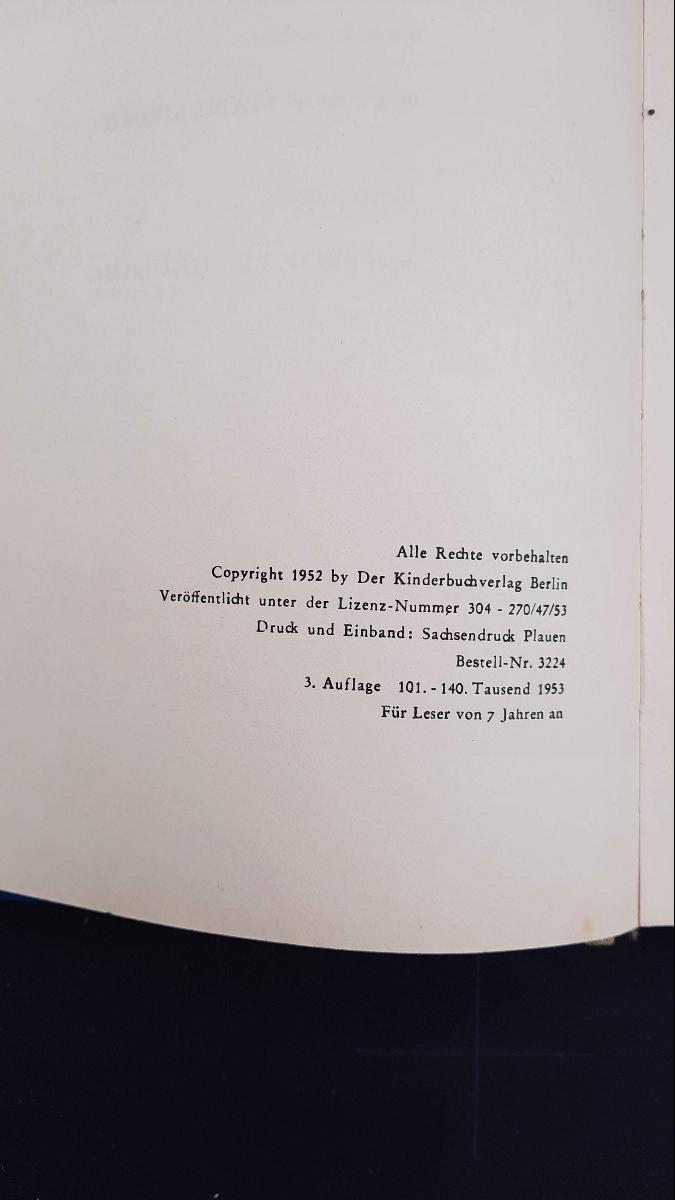 Alle Rechte vorbehalten
Copyright 1952 by Der Kinderbuchverlag Berlin
Veröffentlicht unter der Lizenz-Nummer 304 - 270/47/53
Druck und Einband: Sachsendruck Plauen
Bestell-Nr. 3224
3. Auflage 101. - 140. Tausend 1953
Für Leser von 7 Jahren an